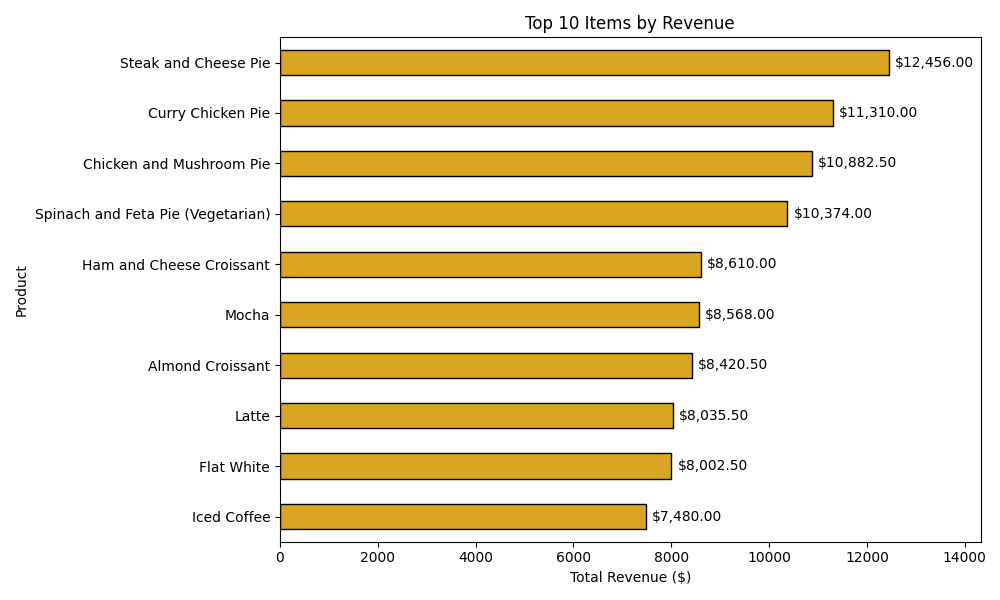 Top 10 Items by Revenue
Product
Steak and Cheese Pie $12,456.00
Curry Chicken Pie $11,310.00
Chicken and Mushroom Pie $10,882.50
Spinach and Feta Pie (Vegetarian) $10,374.00
Ham and Cheese Croissant $8,610.00
Mocha $8,568.00
Almond Croissant $8,420.50
Latte $8,035.50
Flat White $8,002.50
Iced Coffee $7,480.00
0 2000 4000 6000 8000 10000 12000 14000
Total Revenue ($)